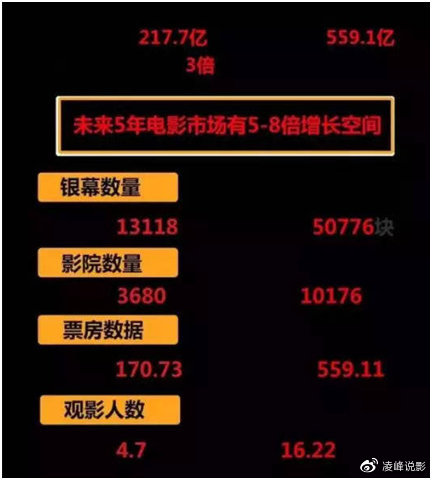 217.7亿 559.1亿
3倍
未来5年电影市场有5-8倍增长空间
银幕数量
13118 50776块
影院数量
3680 10176
票房数据
170.73 559.11
观影人数
4.7 16.22
凌峰说影